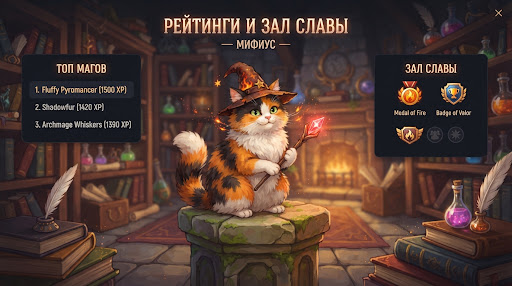 РЕЙТИНГИ И ЗАЛ СЛАВЫ
МИФИУС
ТОП МАГОВ
1. Fluffy Pyromancer (1500 XP)
2. Shadowfur (1420 XP)
3. Archmage Whiskers (1390 XP)
ЗАЛ СЛАВЫ
Medal of Fire
Badge of Valor